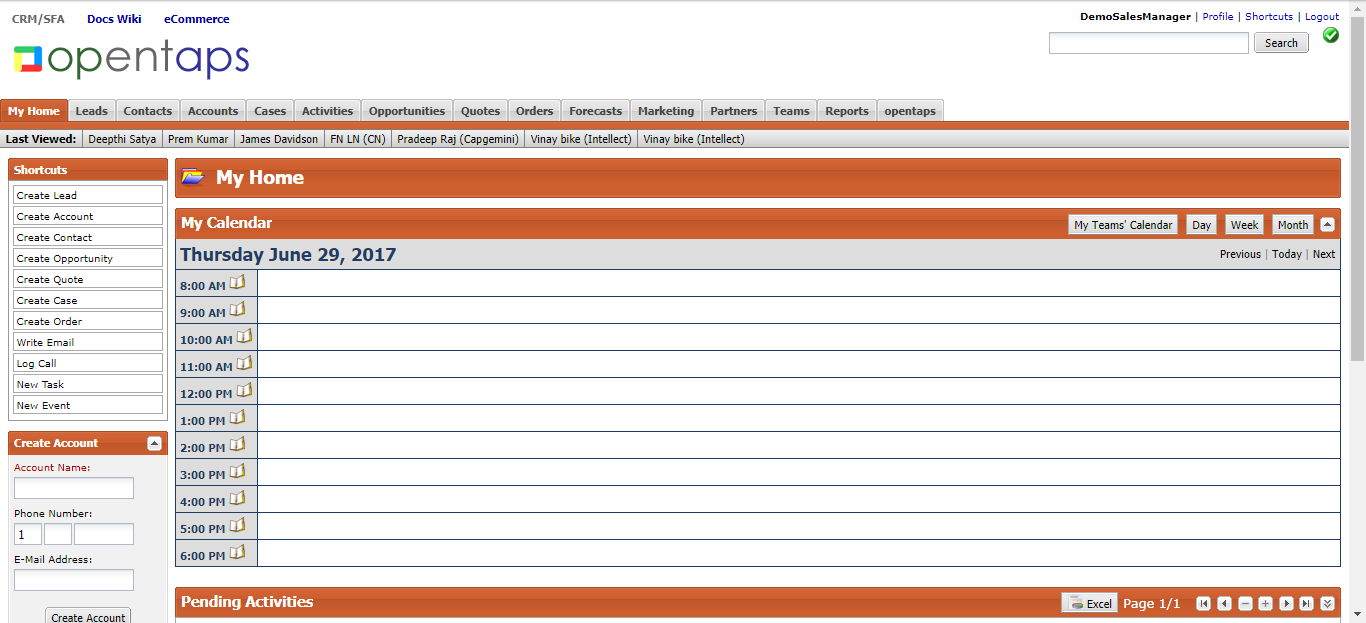 CRM/SFA Docs Wiki eCommerce
DemoSalesManager | Profile | Shortcuts | Logout
opentaps
Search
My Home Leads Contacts Accounts Cases Activities Opportunities Quotes Orders Forecasts Marketing Partners Teams Reports opentaps
Last Viewed: Deepthi Satya Prem Kumar James Davidson FN LN (CN) Pradeep Raj (Capgemini) Vinay bike (Intellect) Vinay bike (Intellect)
Shortcuts
Create Lead
Create Account
Create Contact
Create Opportunity
Create Quote
Create Case
Create Order
Write Email
Log Call
New Task
New Event
Create Account
Account Name:
Phone Number:
1
E-Mail Address:
Create Account
My Home
My Calendar My Teams' Calendar Day Week Month
Thursday June 29, 2017 Previous | Today | Next
8:00 AM
9:00 AM
10:00 AM
11:00 AM
12:00 PM
1:00 PM
2:00 PM
3:00 PM
4:00 PM
5:00 PM
6:00 PM
Pending Activities Excel Page 1/1